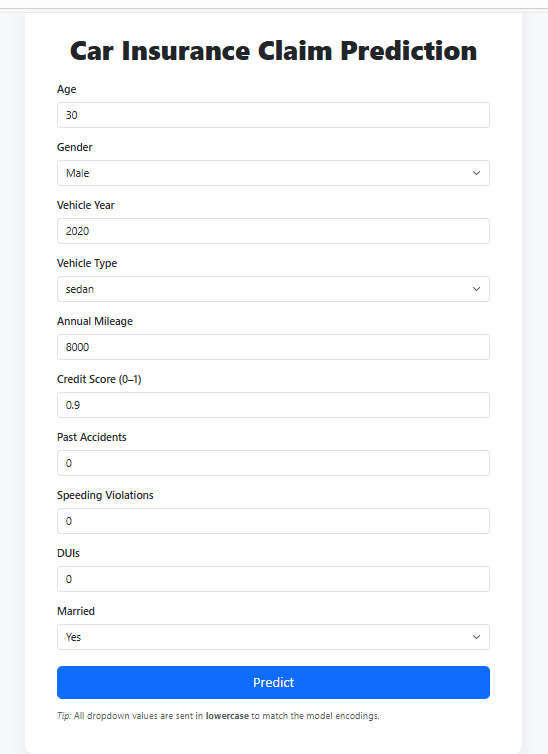 Car Insurance Claim Prediction
Age
30
Gender
Male
Vehicle Year
2020
Vehicle Type
sedan
Annual Mileage
8000
Credit Score (0–1)
0.9
Past Accidents
0
Speeding Violations
0
DUIs
0
Married
Yes
Predict
Tip: All dropdown values are sent in lowercase to match the model encodings.